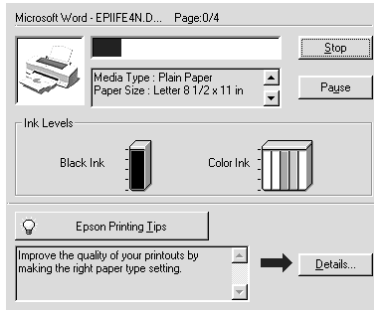 Microsoft Word - EPIIFE4N.D... Page:0/4
Stop
Media Type : Plain Paper
Paper Size : Letter 8 1/2 x 11 in
Pause
Ink Levels
Black Ink
Color Ink
Epson Printing Tips
Improve the quality of your printouts by
making the right paper type setting.
Details...